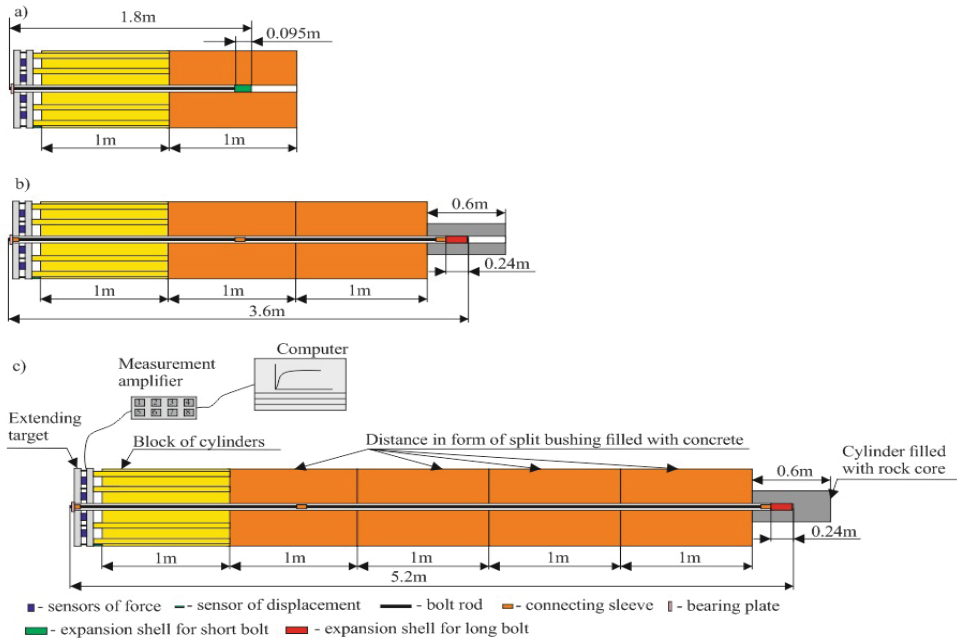 a)
1.8m
0.095m
1m 1m
b)
0.6m
0.24m
1m 1m 1m
3.6m
c)
Computer
Measurement
amplifier
1 2 3 4
5 6 7 8
Extending
target
Block of cylinders
Distance in form of split bushing filled with concrete
Cylinder filled
with rock core
0.6m
0.24m
1m 1m 1m 1m 1m
5.2m
- sensors of force - sensor of displacement - bolt rod - connecting sleeve - bearing plate
- expansion shell for short bolt - expansion shell for long bolt